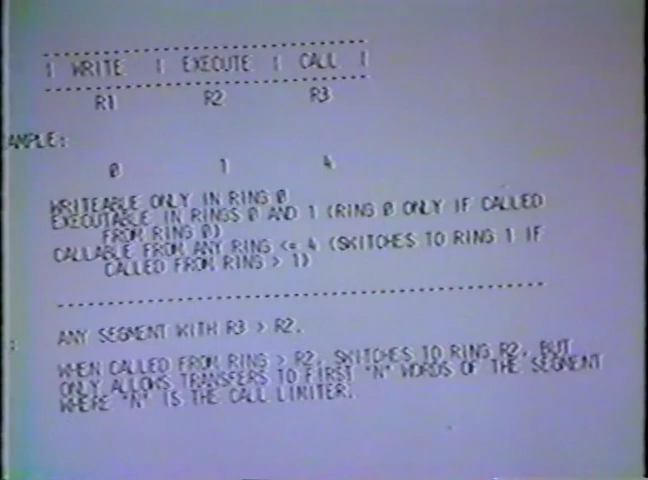 | WRITE | EXECUTE | CALL |
R1 R2 R3
AMPLE:
0 1 4
WRITEABLE ONLY IN RING 0
EXECUTABLE IN RINGS 0 AND 1 (RING 0 ONLY IF CALLED
FROM RING 0)
CALLABLE FROM ANY RING <= 4 (SWITCHES TO RING 1 IF
CALLED FROM RING > 1)
:
ANY SEGMENT WITH R3 > R2.
WHEN CALLED FROM RING > R2, SWITCHES TO RING R2, BUT
ONLY ALLOWS TRANSFERS TO FIRST "N" WORDS OF THE SEGMENT
WHERE "N" IS THE CALL LIMITER.